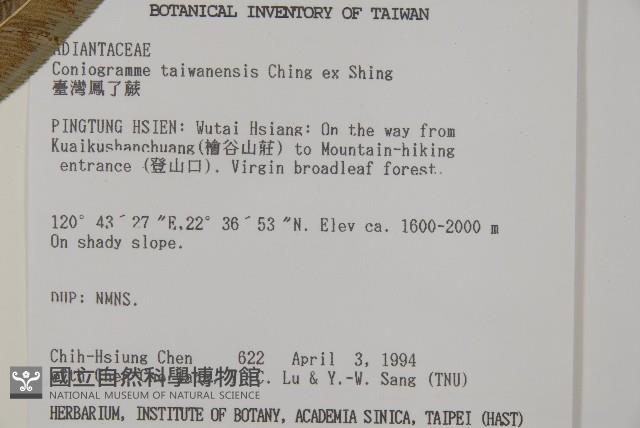 BOTANICAL INVENTORY OF TAIWAN
ADIANTACEAE
Coniogramme taiwanensis Ching ex Shing
臺灣鳳了蕨
PINGTUNG HSIEN: Wutai Hsiang: On the way from
Kuaikushanchuang(檜谷山莊) to Mountain-hiking
entrance (登山口). Virgin broadleaf forest.
120° 43´27 ″E,22° 36´53 ″N. Elev ca. 1600-2000 m
On shady slope.
DUP: NMNS.
Chih-Hsiung Chen 622 April 3, 1994
C. Lu & Y.-W. Sang (TNU)
國立自然科學博物館
NATIONAL MUSEUM OF NATURAL SCIENCE
HERBARIUM, INSTITUTE OF BOTANY, ACADEMIA SINICA, TAIPEI (HAST)